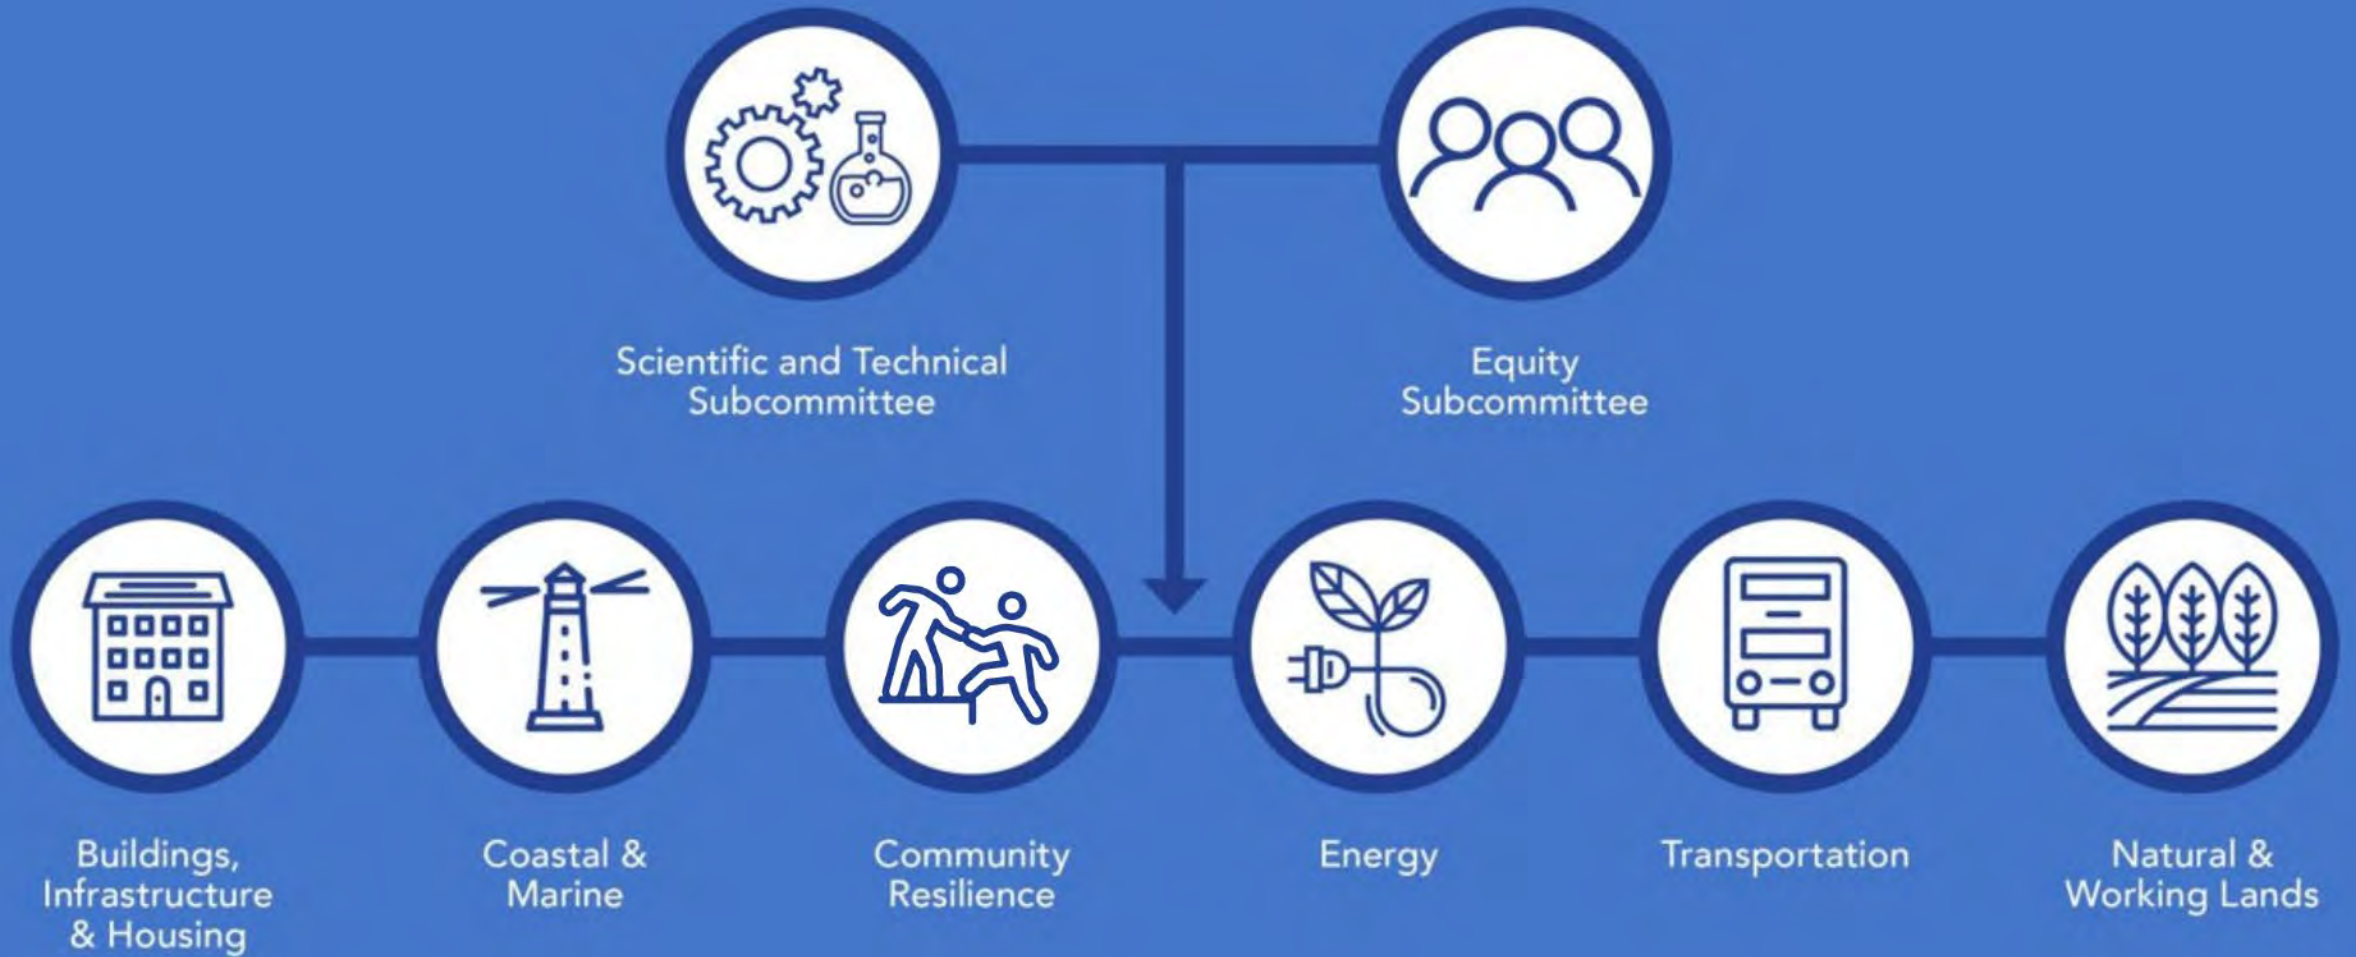 Scientific and Technical
Subcommittee
Equity
Subcommittee
Buildings,
Infrastructure
& Housing
Coastal &
Marine
Community
Resilience
Energy
Transportation
Natural &
Working Lands